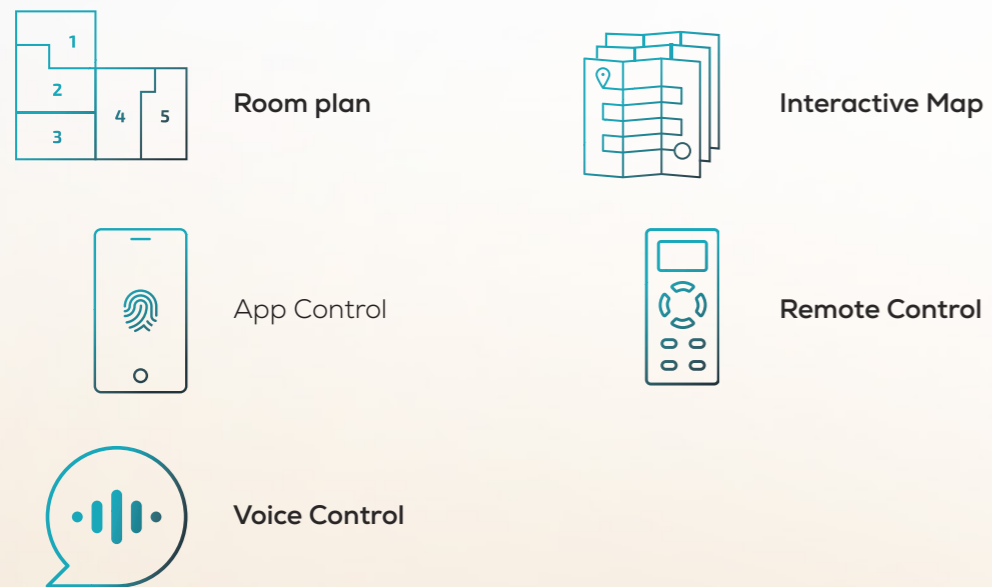 1
2
3
4
5
Room plan
Interactive Map
App Control
Remote Control
Voice Control